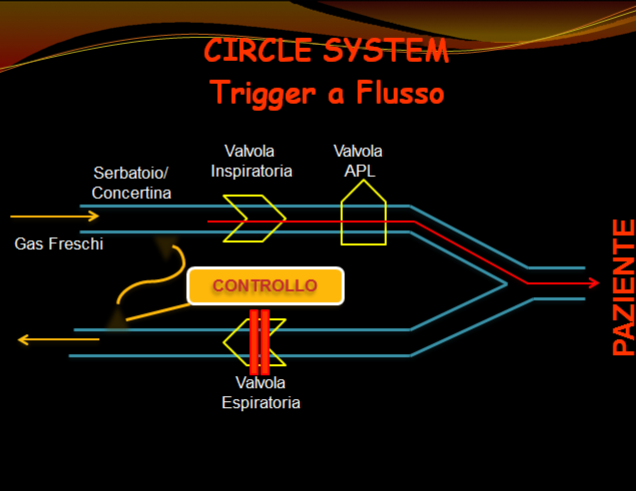 CIRCLE SYSTEM
Trigger a Flusso
Valvola
Inspiratoria
Valvola
APL
Serbatoio/
Concertina
Gas Freschi
CONTROLLO
PAZIENTE
Valvola
Espiratoria